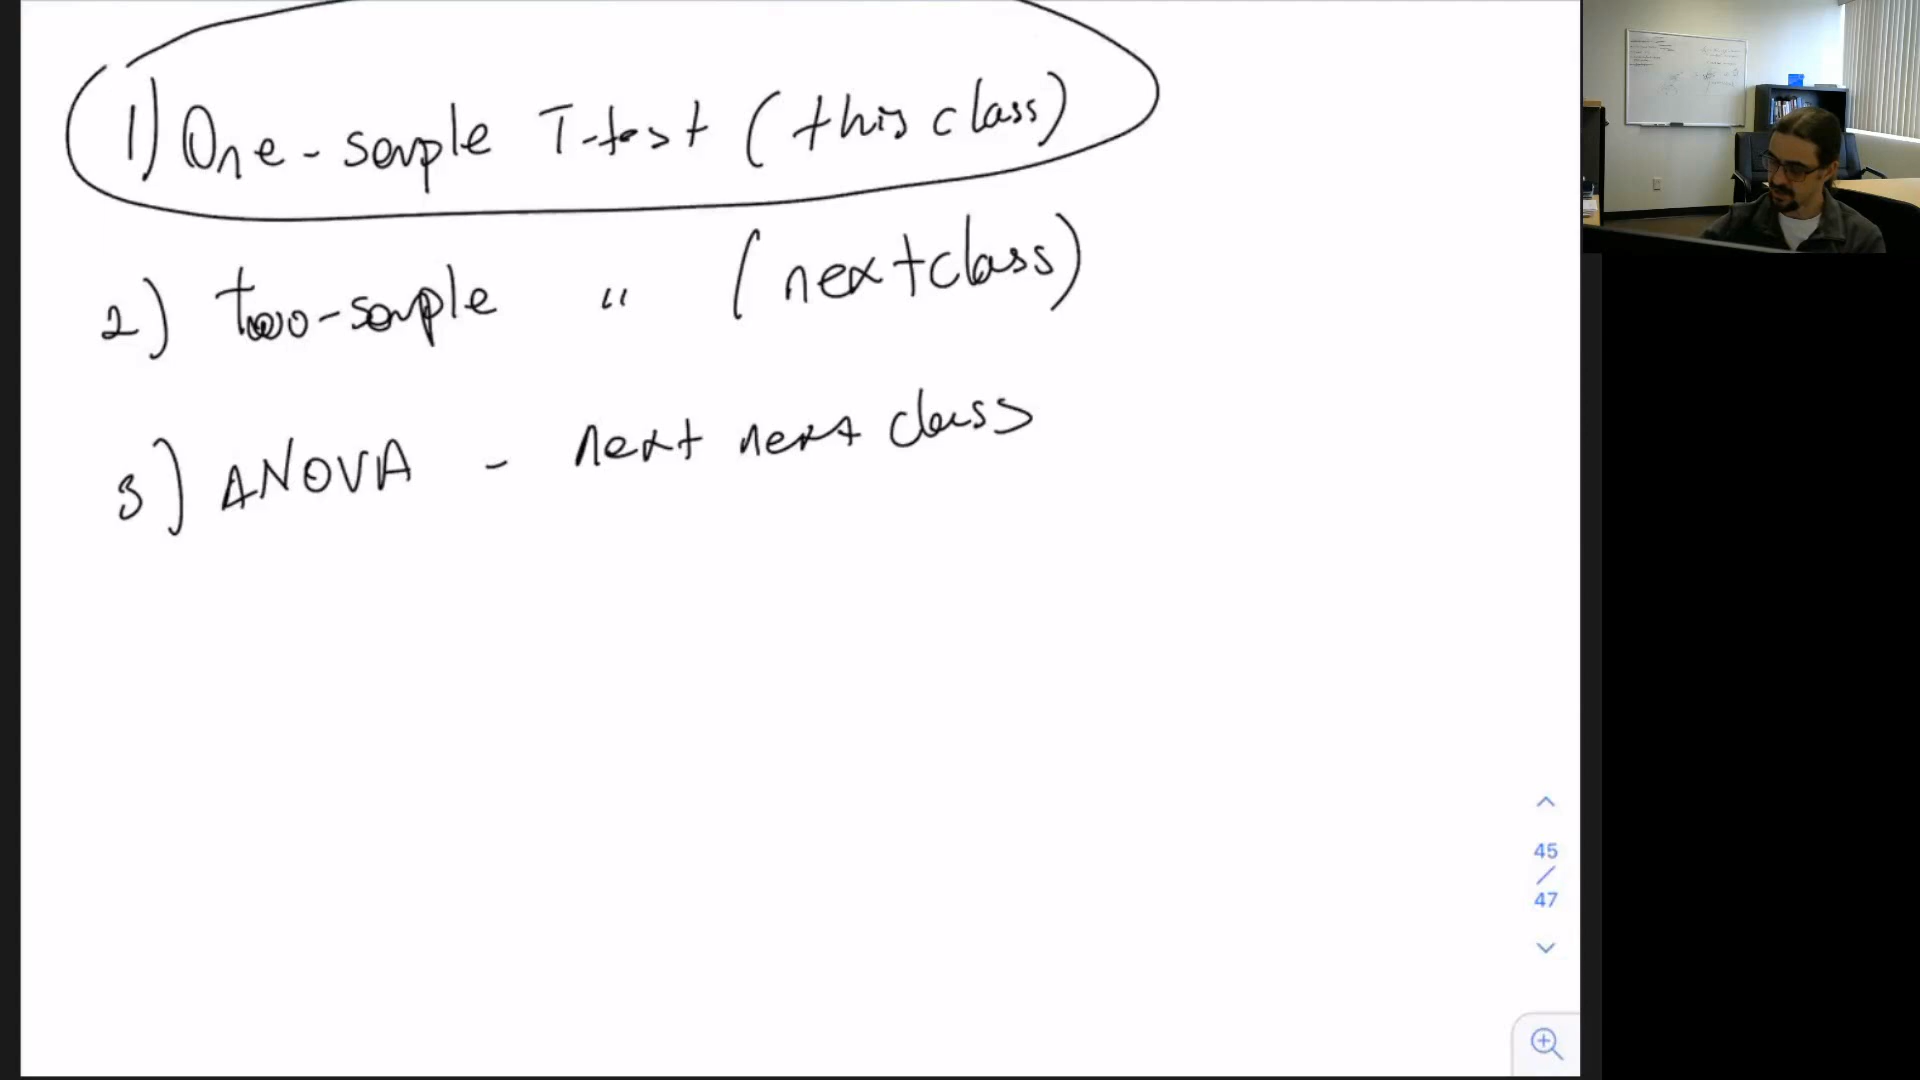 1) One-sample T-test (this class)
2) two-sample " (next class)
3) ANOVA - next next class
45
/
47